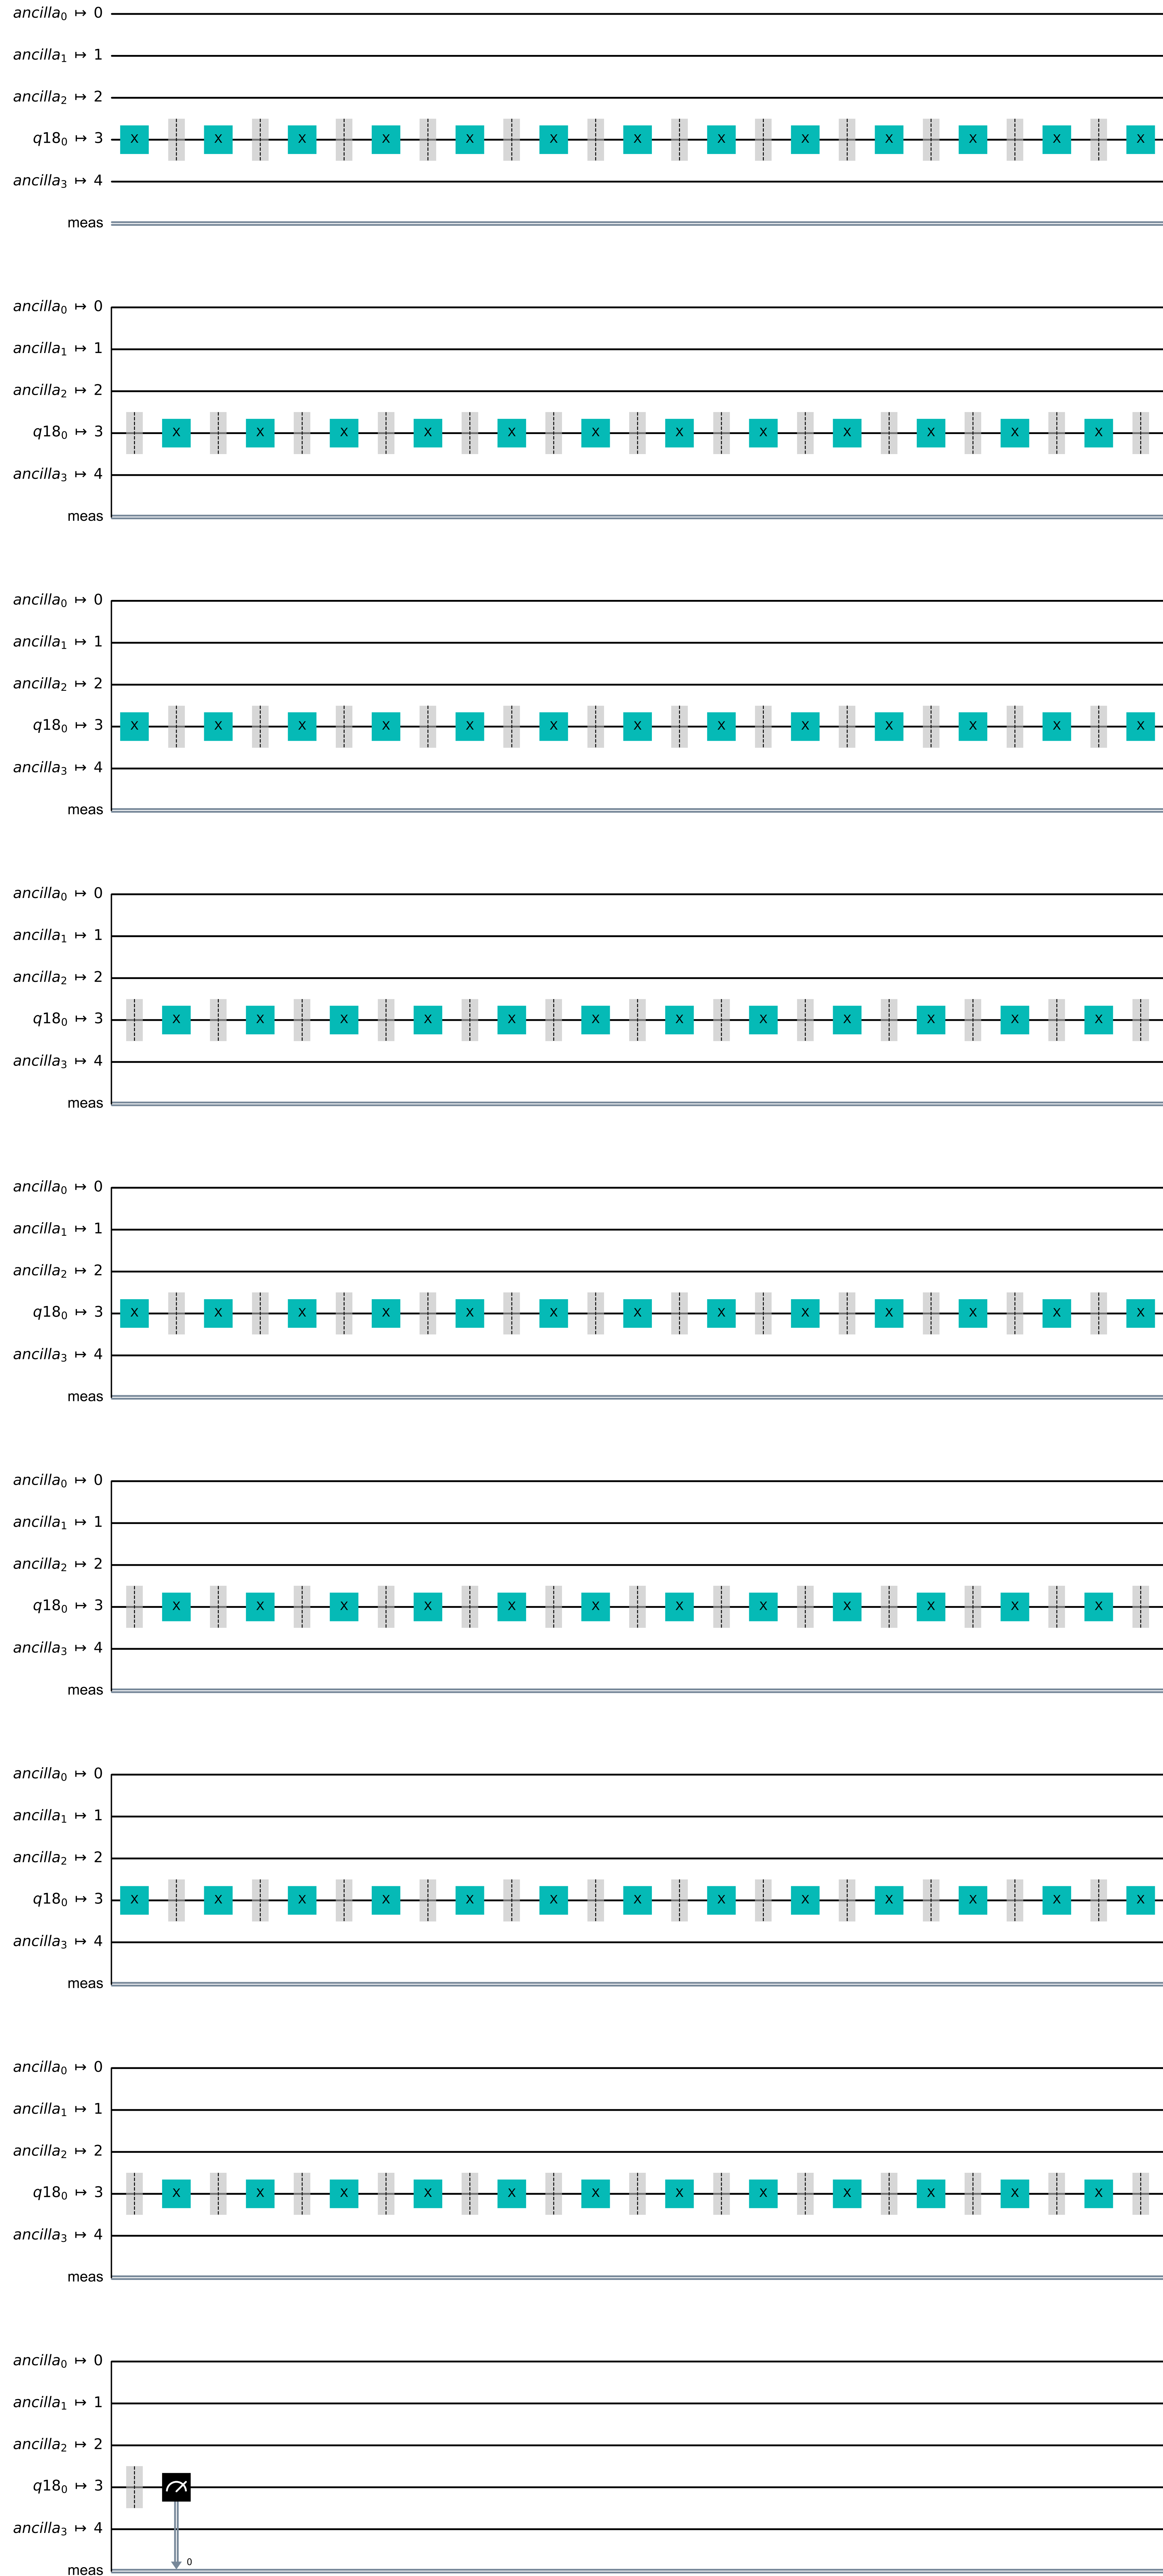 ancilla₀ ↦ 0
ancilla₁ ↦ 1
ancilla₂ ↦ 2
q18₀ ↦ 3 X X X X X X X X X X X X X
ancilla₃ ↦ 4
meas
ancilla₀ ↦ 0
ancilla₁ ↦ 1
ancilla₂ ↦ 2
q18₀ ↦ 3 X X X X X X X X X X X X
ancilla₃ ↦ 4
meas
ancilla₀ ↦ 0
ancilla₁ ↦ 1
ancilla₂ ↦ 2
q18₀ ↦ 3 X X X X X X X X X X X X X
ancilla₃ ↦ 4
meas
ancilla₀ ↦ 0
ancilla₁ ↦ 1
ancilla₂ ↦ 2
q18₀ ↦ 3 X X X X X X X X X X X X
ancilla₃ ↦ 4
meas
ancilla₀ ↦ 0
ancilla₁ ↦ 1
ancilla₂ ↦ 2
q18₀ ↦ 3 X X X X X X X X X X X X X
ancilla₃ ↦ 4
meas
ancilla₀ ↦ 0
ancilla₁ ↦ 1
ancilla₂ ↦ 2
q18₀ ↦ 3 X X X X X X X X X X X X
ancilla₃ ↦ 4
meas
ancilla₀ ↦ 0
ancilla₁ ↦ 1
ancilla₂ ↦ 2
q18₀ ↦ 3 X X X X X X X X X X X X X
ancilla₃ ↦ 4
meas
ancilla₀ ↦ 0
ancilla₁ ↦ 1
ancilla₂ ↦ 2
q18₀ ↦ 3 X X X X X X X X X X X X
ancilla₃ ↦ 4
meas
ancilla₀ ↦ 0
ancilla₁ ↦ 1
ancilla₂ ↦ 2
q18₀ ↦ 3
ancilla₃ ↦ 4
meas 0